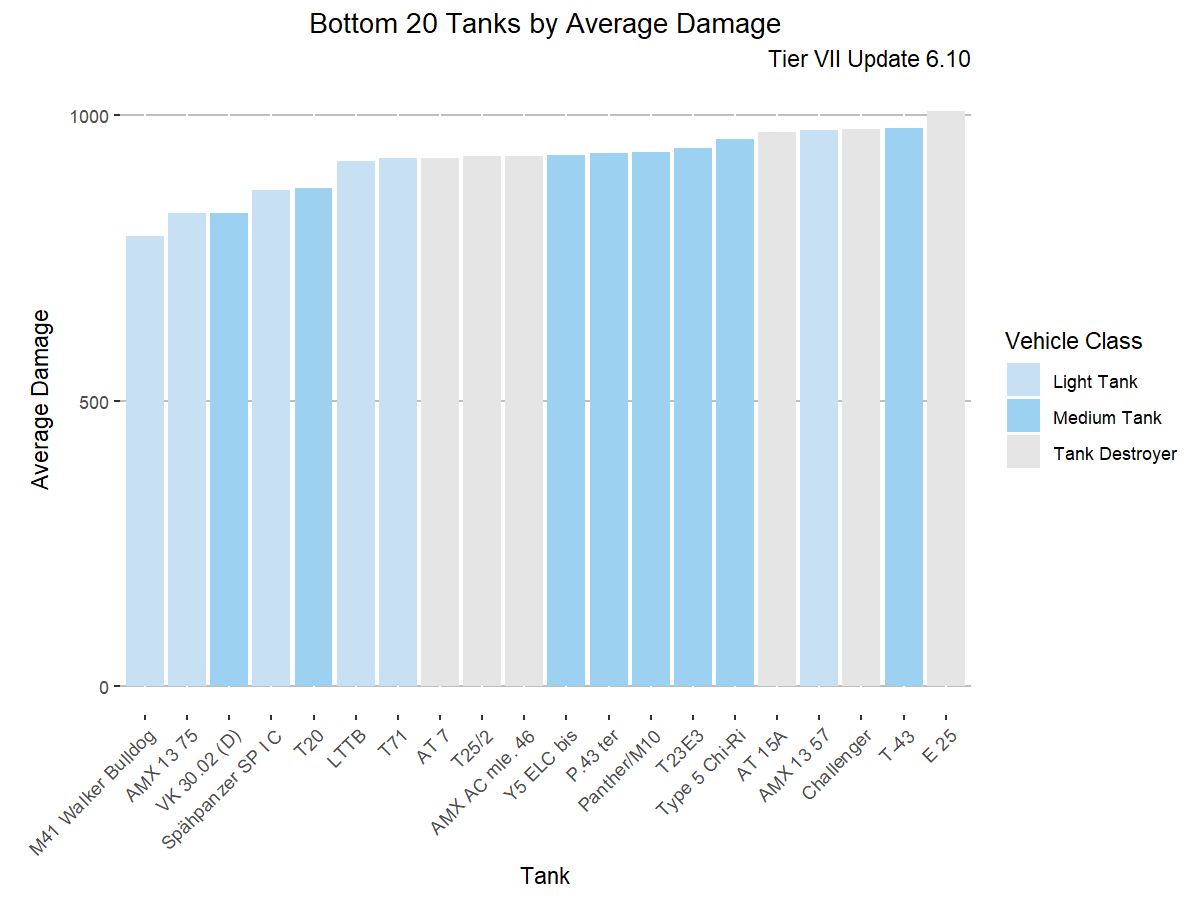 Bottom 20 Tanks by Average Damage
Tier VII Update 6.10
Average Damage
1000
500
0
M41 Walker Bulldog
AMX 13 75
VK 30.02 (D)
Spähpanzer SP I C
T20
LTTB
T71
AT 7
T25/2
AMX AC mle. 46
Y5 ELC bis
P.43 ter
Panther/M10
T23E3
Type 5 Chi-Ri
AT 15A
AMX 13 57
Challenger
T-43
E 25
Tank
Vehicle Class
Light Tank
Medium Tank
Tank Destroyer